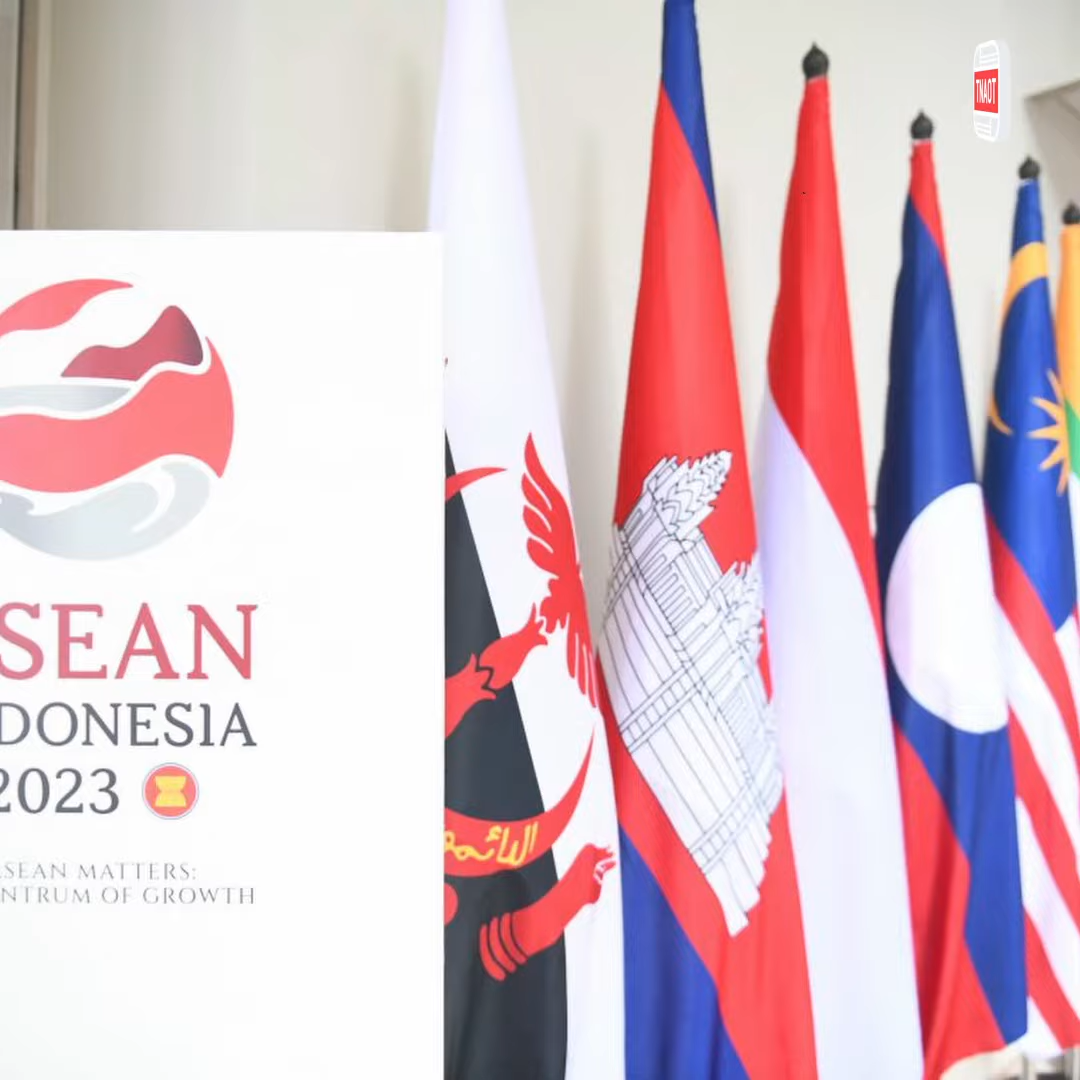 TNAOT
SEAN
DONESIA
2023
SEAN MATTERS:
NTRUM OF GROWTH